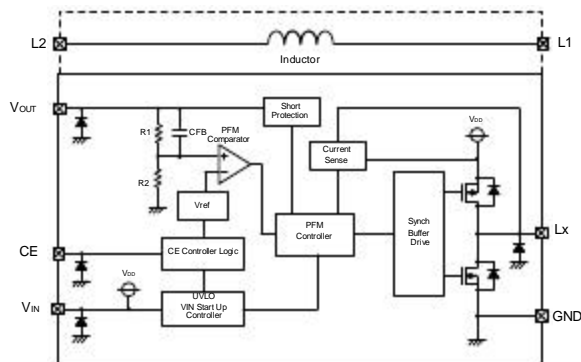 L2
L1
Inductor
VOUT
R1
CFB
PFM
Comparator
Short
Protection
VDD
Current
Sense
R2
Vref
PFM
Controller
Synch
Buffer
Drive
Lx
CE
CE Controller Logic
VDD
VIN
UVLO
VIN Start Up
Controller
GND